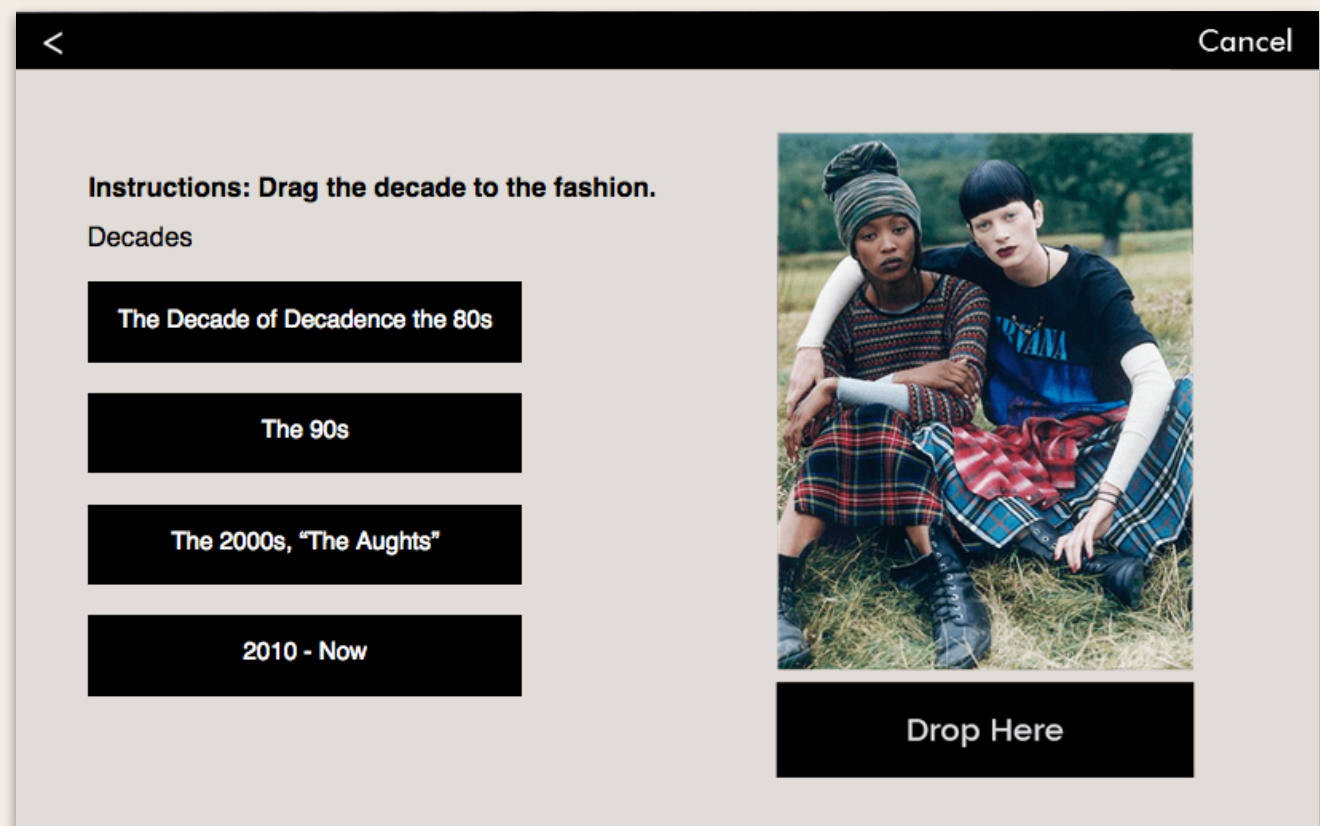 <
Cancel
Instructions: Drag the decade to the fashion.
Decades
The Decade of Decadence the 80s
The 90s
The 2000s, “The Aughts”
2010 - Now
RVANA
Drop Here